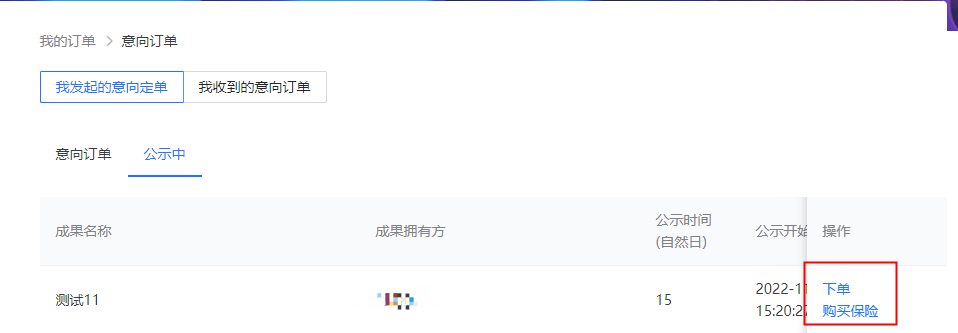 我的订单 > 意向订单
我发起的意向定单 我收到的意向订单
意向订单 公示中
成果名称 成果拥有方 公示时间 (自然日) 公示开始 操作
测试11 15 2022-11 15:20:27 下单 购买保险